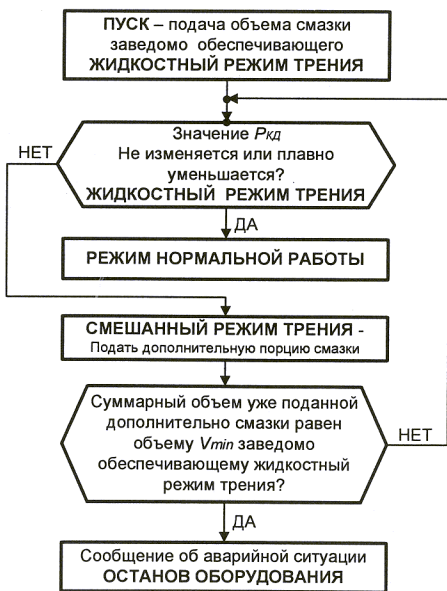 ПУСК – подача объема смазки
заведомо обеспечивающего
ЖИДКОСТНЫЙ РЕЖИМ ТРЕНИЯ
Значение Pкд
Не изменяется или плавно
уменьшается?
ЖИДКОСТНЫЙ РЕЖИМ ТРЕНИЯ
НЕТ
ДА
РЕЖИМ НОРМАЛЬНОЙ РАБОТЫ
СМЕШАННЫЙ РЕЖИМ ТРЕНИЯ -
Подать дополнительную порцию смазки
Суммарный объем уже поданной
дополнительно смазки равен
объему Vmin заведомо
обеспечивающему жидкостный
режим трения?
НЕТ
ДА
Сообщение об аварийной ситуации
ОСТАНОВ ОБОРУДОВАНИЯ